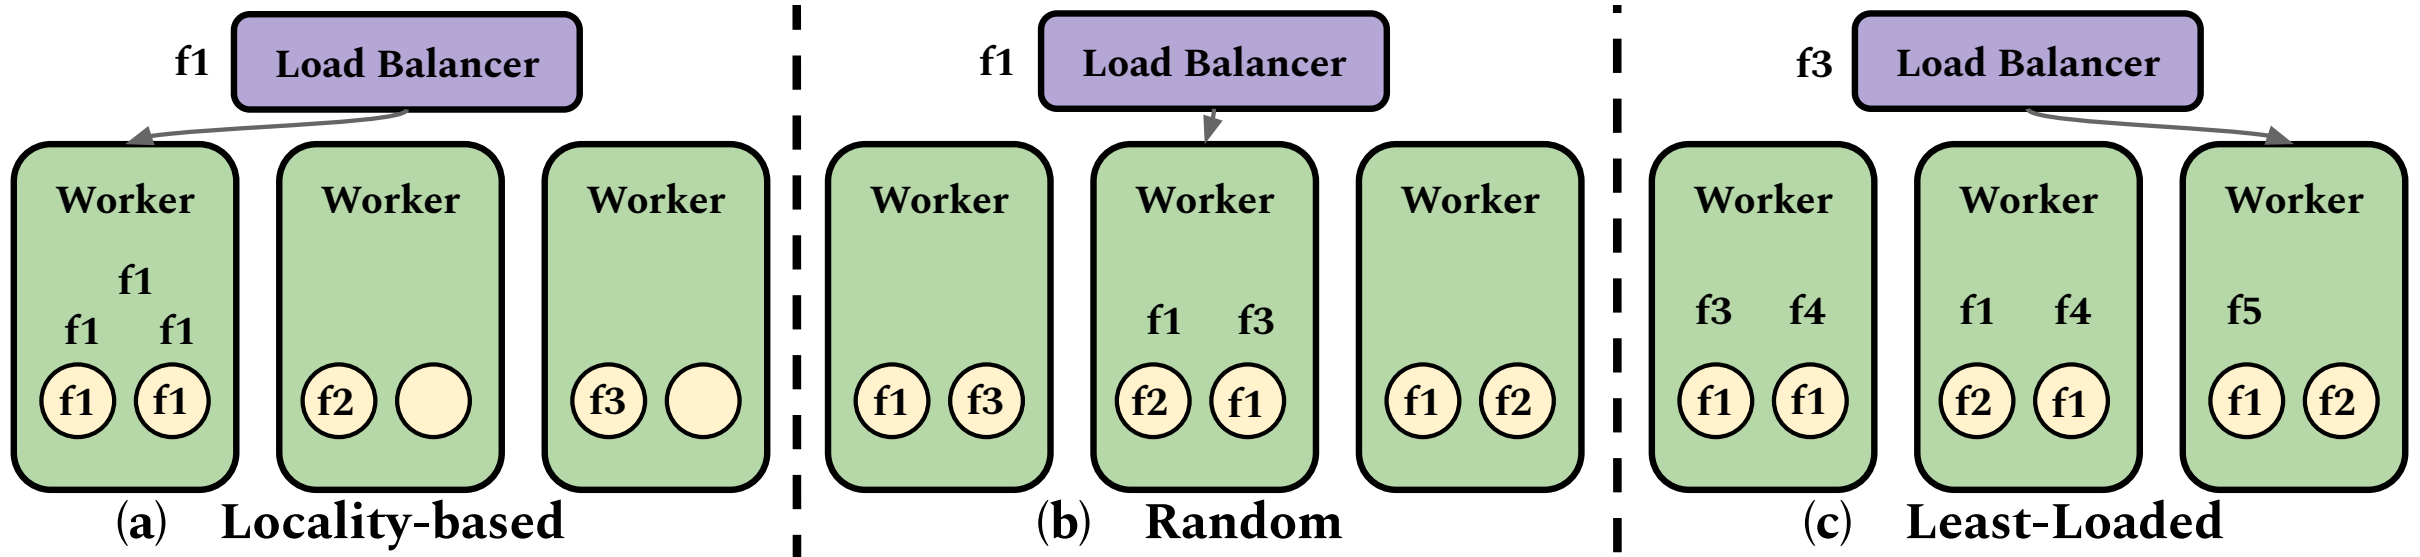 f1 Load Balancer
Worker Worker Worker
f1
f1 f1
f1 f1 f2 f3
(a) Locality-based
f1 Load Balancer
Worker Worker Worker
f1 f3
f1 f3 f2 f1 f1 f2
(b) Random
f3 Load Balancer
Worker Worker Worker
f3 f4 f1 f4 f5
f1 f1 f2 f1 f1 f2
(c) Least-Loaded